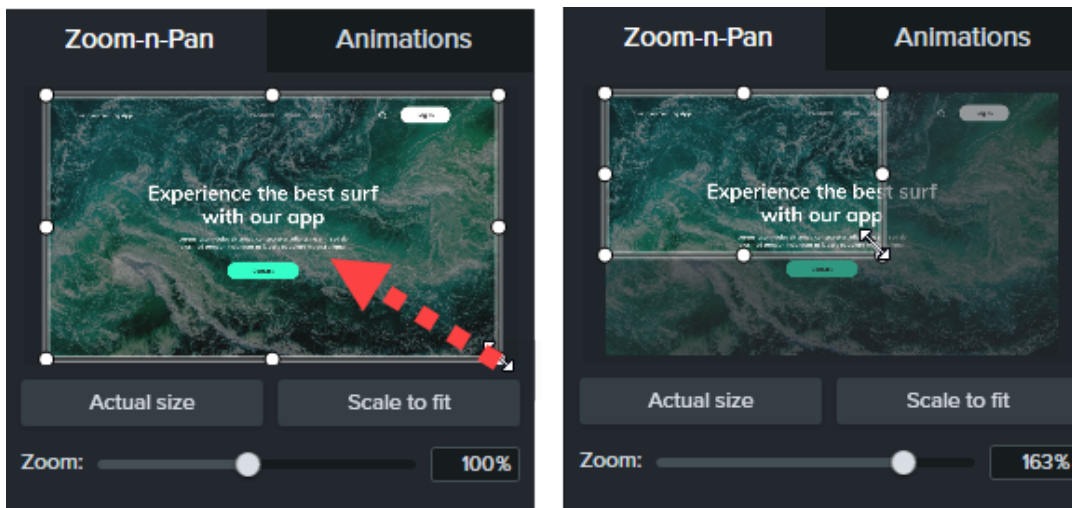 Zoom-n-Pan
Animations
Experience the best surf
with our app
Actual size
Scale to fit
Zoom:
100%
Zoom-n-Pan
Animations
Experience the best surf
with our app
Actual size
Scale to fit
Zoom:
163%